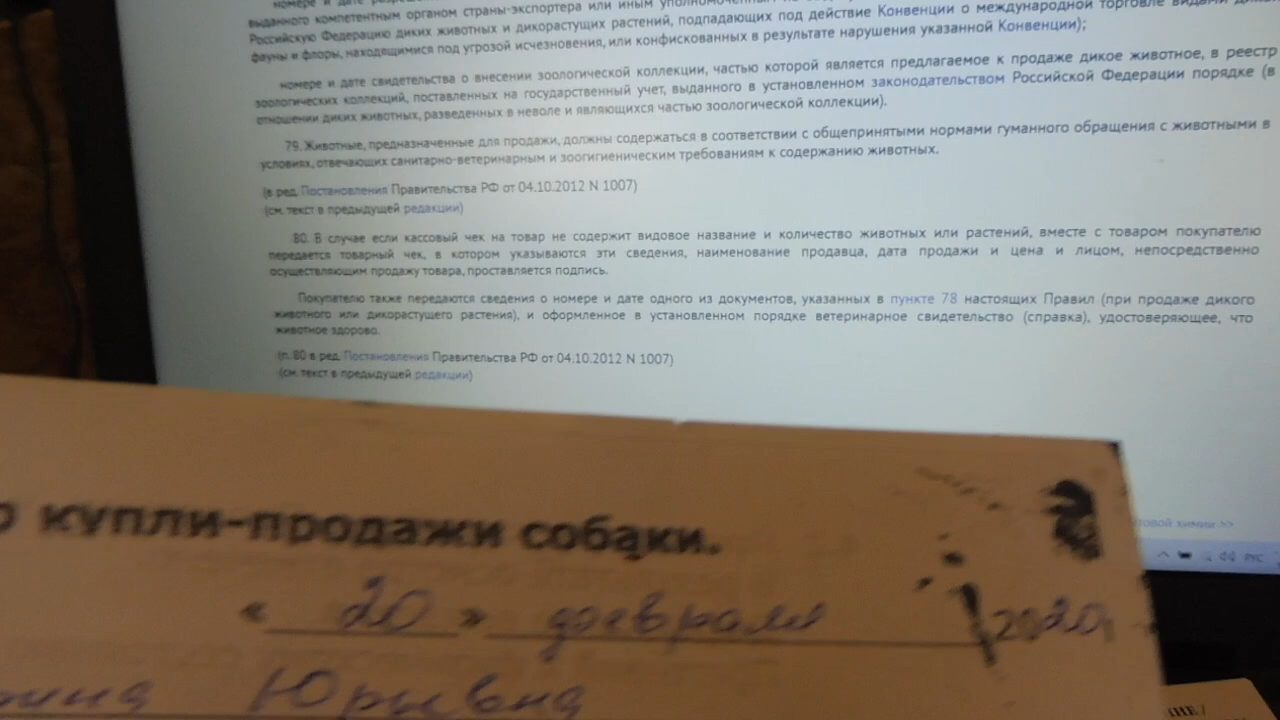 номере и дате
выданного компетентным органом страны-экспортера или иным
Российскую Федерацию диких животных и дикорастущих растений, подпадающих под действие Конвенции о международной торговле видами
фауны и флоры, находящимися под угрозой исчезновения, или конфискованных в результате нарушения указанной Конвенции);
номере и дате свидетельства о внесении зоологической коллекции, частью которой является предлагаемое к продаже дикое животное, в реестр
зоологических коллекций, поставленных на государственный учет, выданного в установленном законодательством Российской Федерации порядке (в
отношении диких животных, разведенных в неволе и являющихся частью зоологической коллекции).
79. Животные, предназначенные для продажи, должны содержаться в соответствии с общепринятыми нормами гуманного обращения с животными в
условиях, отвечающих санитарно-ветеринарным и зоогигиеническим требованиям к содержанию животных.
(в ред. Постановления Правительства РФ от 04.10.2012 N 1007)
(см. текст в предыдущей редакции)
80. В случае если кассовый чек на товар не содержит видовое название и количество животных или растений, вместе с товаром покупателю
передается товарный чек, в котором указываются эти сведения, наименование продавца, дата продажи и цена и лицом, непосредственно
осуществляющим продажу товара, проставляется подпись.
Покупателю также передаются сведения о номере и дате одного из документов, указанных в пункте 78 настоящих Правил (при продаже дикого
животного или дикорастущего растения), и оформленное в установленном порядке ветеринарное свидетельство (справка), удостоверяющее, что
животное здорово.
(п. 80 в ред. Постановления Правительства РФ от 04.10.2012 N 1007)
(см. текст в предыдущей редакции)
товой химии >>
РУС
купли-продажи собаки.
« 20 » февраля 2020
Юрьевна